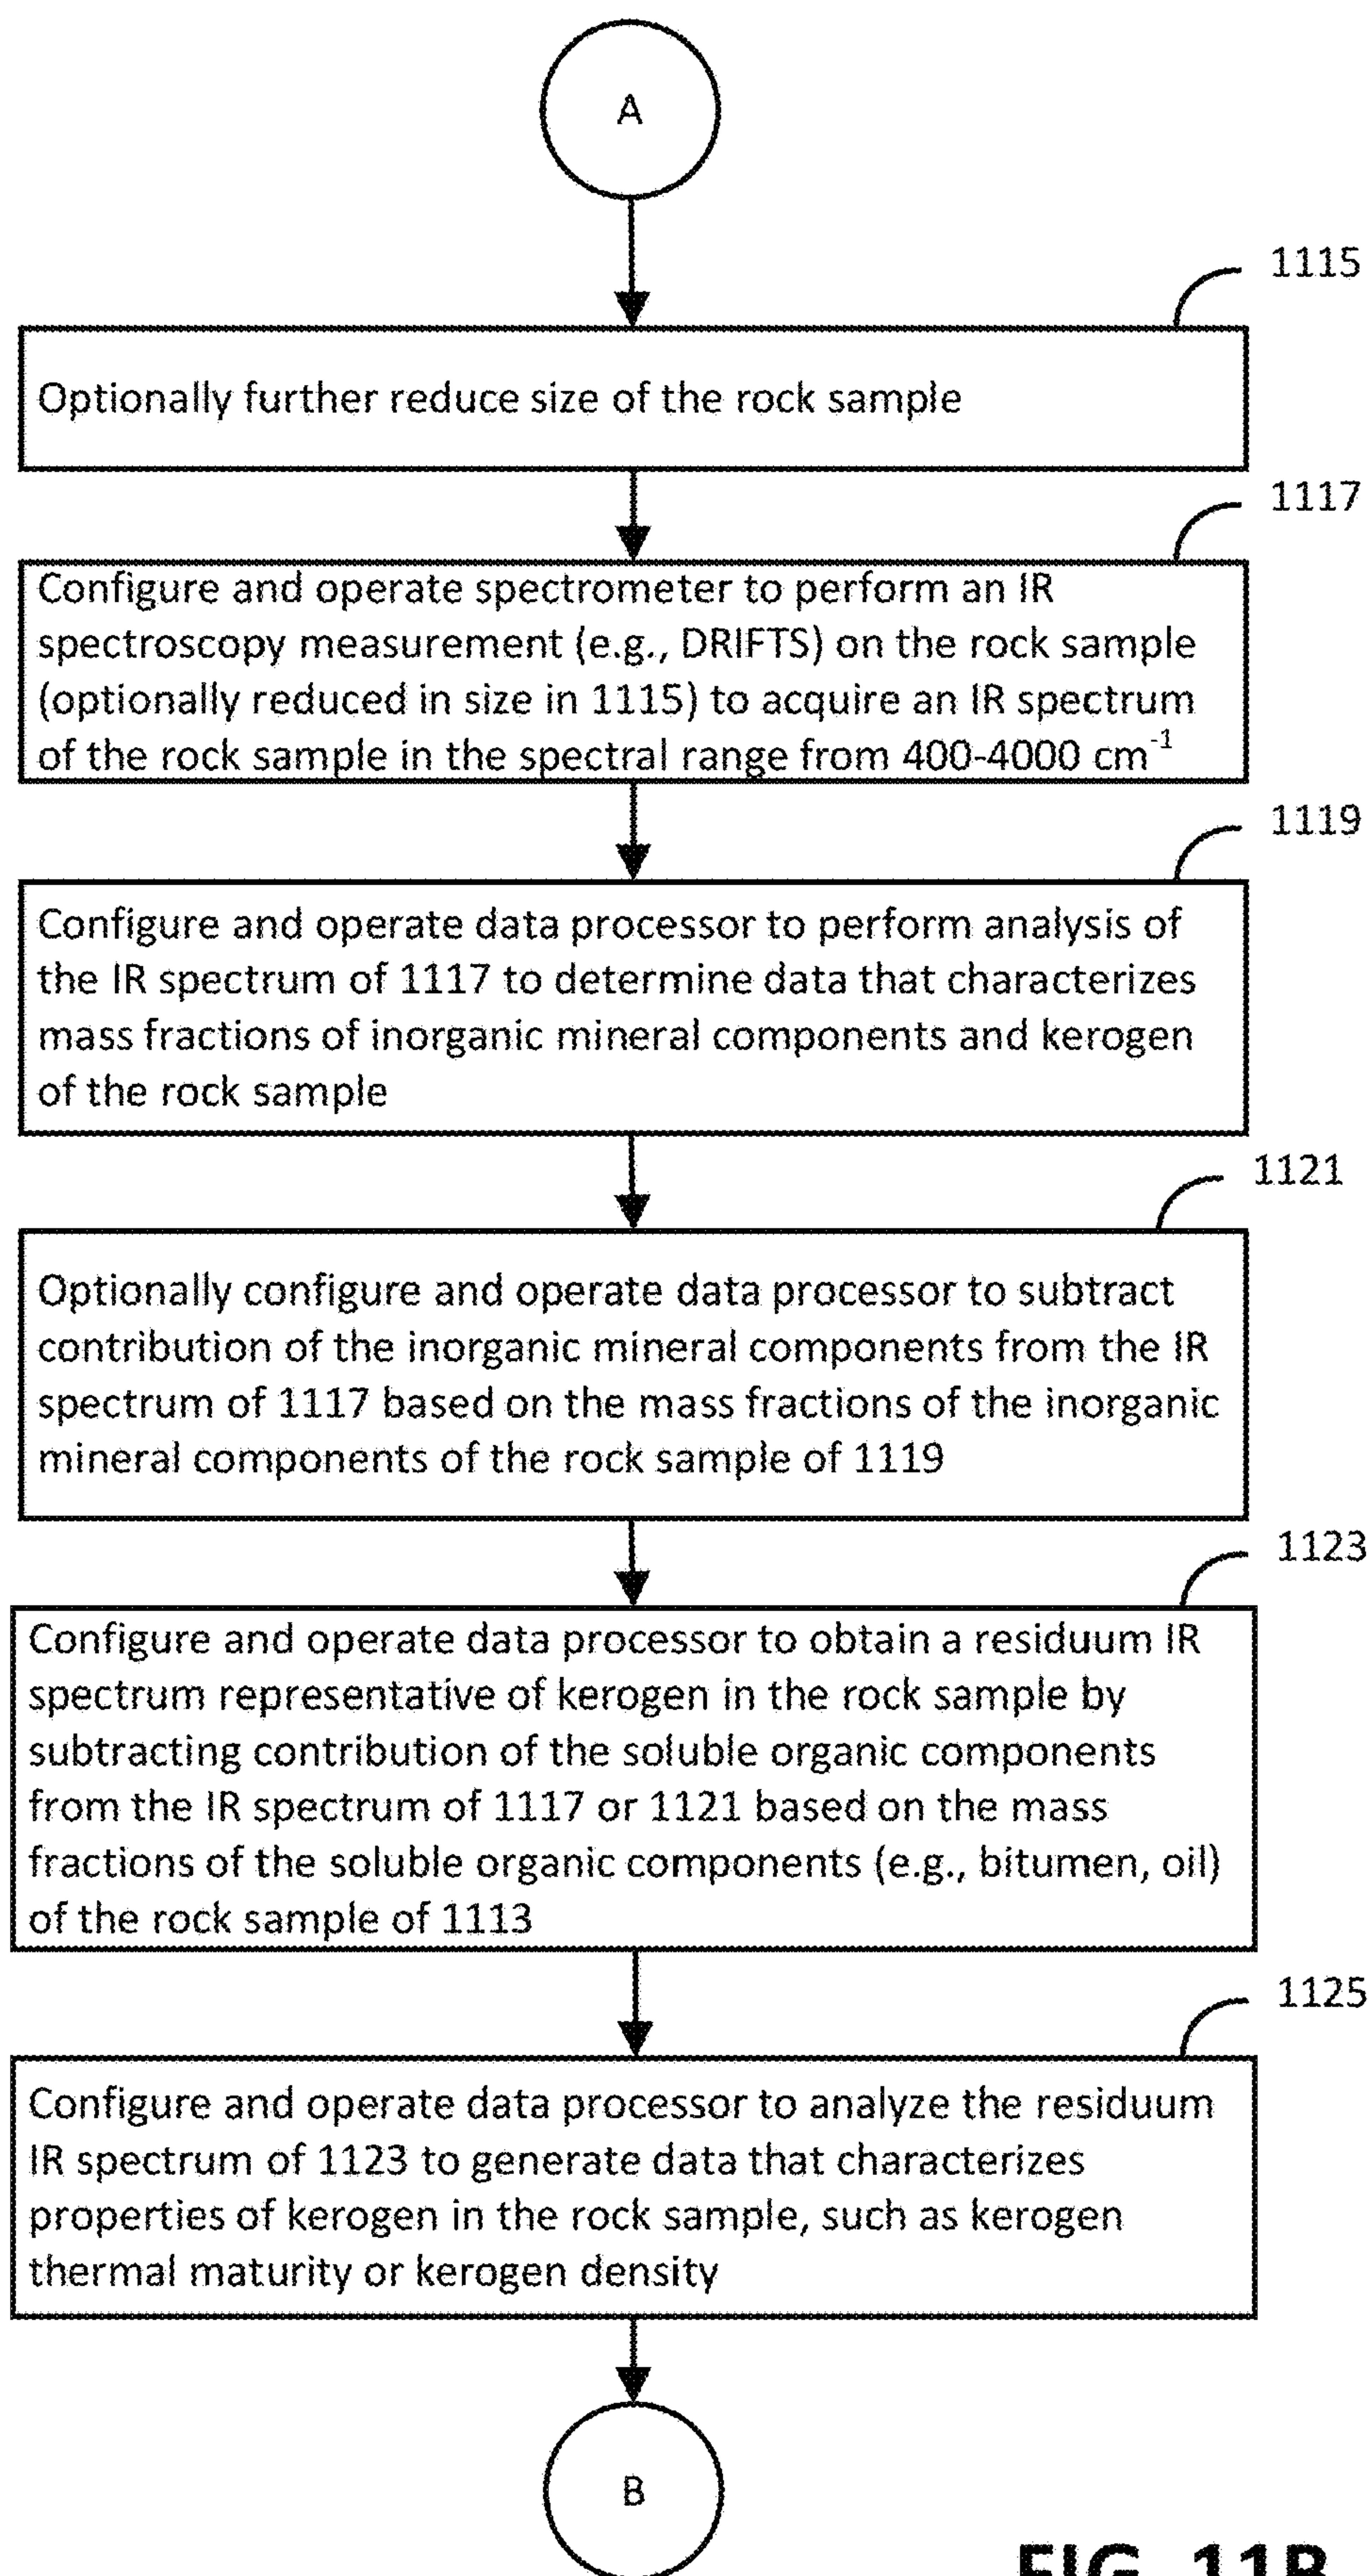 A
1115
Optionally further reduce size of the rock sample
1117
Configure and operate spectrometer to perform an IR
spectroscopy measurement (e.g., DRIFTS) on the rock sample
(optionally reduced in size in 1115) to acquire an IR spectrum
of the rock sample in the spectral range from 400-4000 cm⁻¹
1119
Configure and operate data processor to perform analysis of
the IR spectrum of 1117 to determine data that characterizes
mass fractions of inorganic mineral components and kerogen
of the rock sample
1121
Optionally configure and operate data processor to subtract
contribution of the inorganic mineral components from the IR
spectrum of 1117 based on the mass fractions of the inorganic
mineral components of the rock sample of 1119
1123
Configure and operate data processor to obtain a residuum IR
spectrum representative of kerogen in the rock sample by
subtracting contribution of the soluble organic components
from the IR spectrum of 1117 or 1121 based on the mass
fractions of the soluble organic components (e.g., bitumen, oil)
of the rock sample of 1113
1125
Configure and operate data processor to analyze the residuum
IR spectrum of 1123 to generate data that characterizes
properties of kerogen in the rock sample, such as kerogen
thermal maturity or kerogen density
B
FIG. 11B